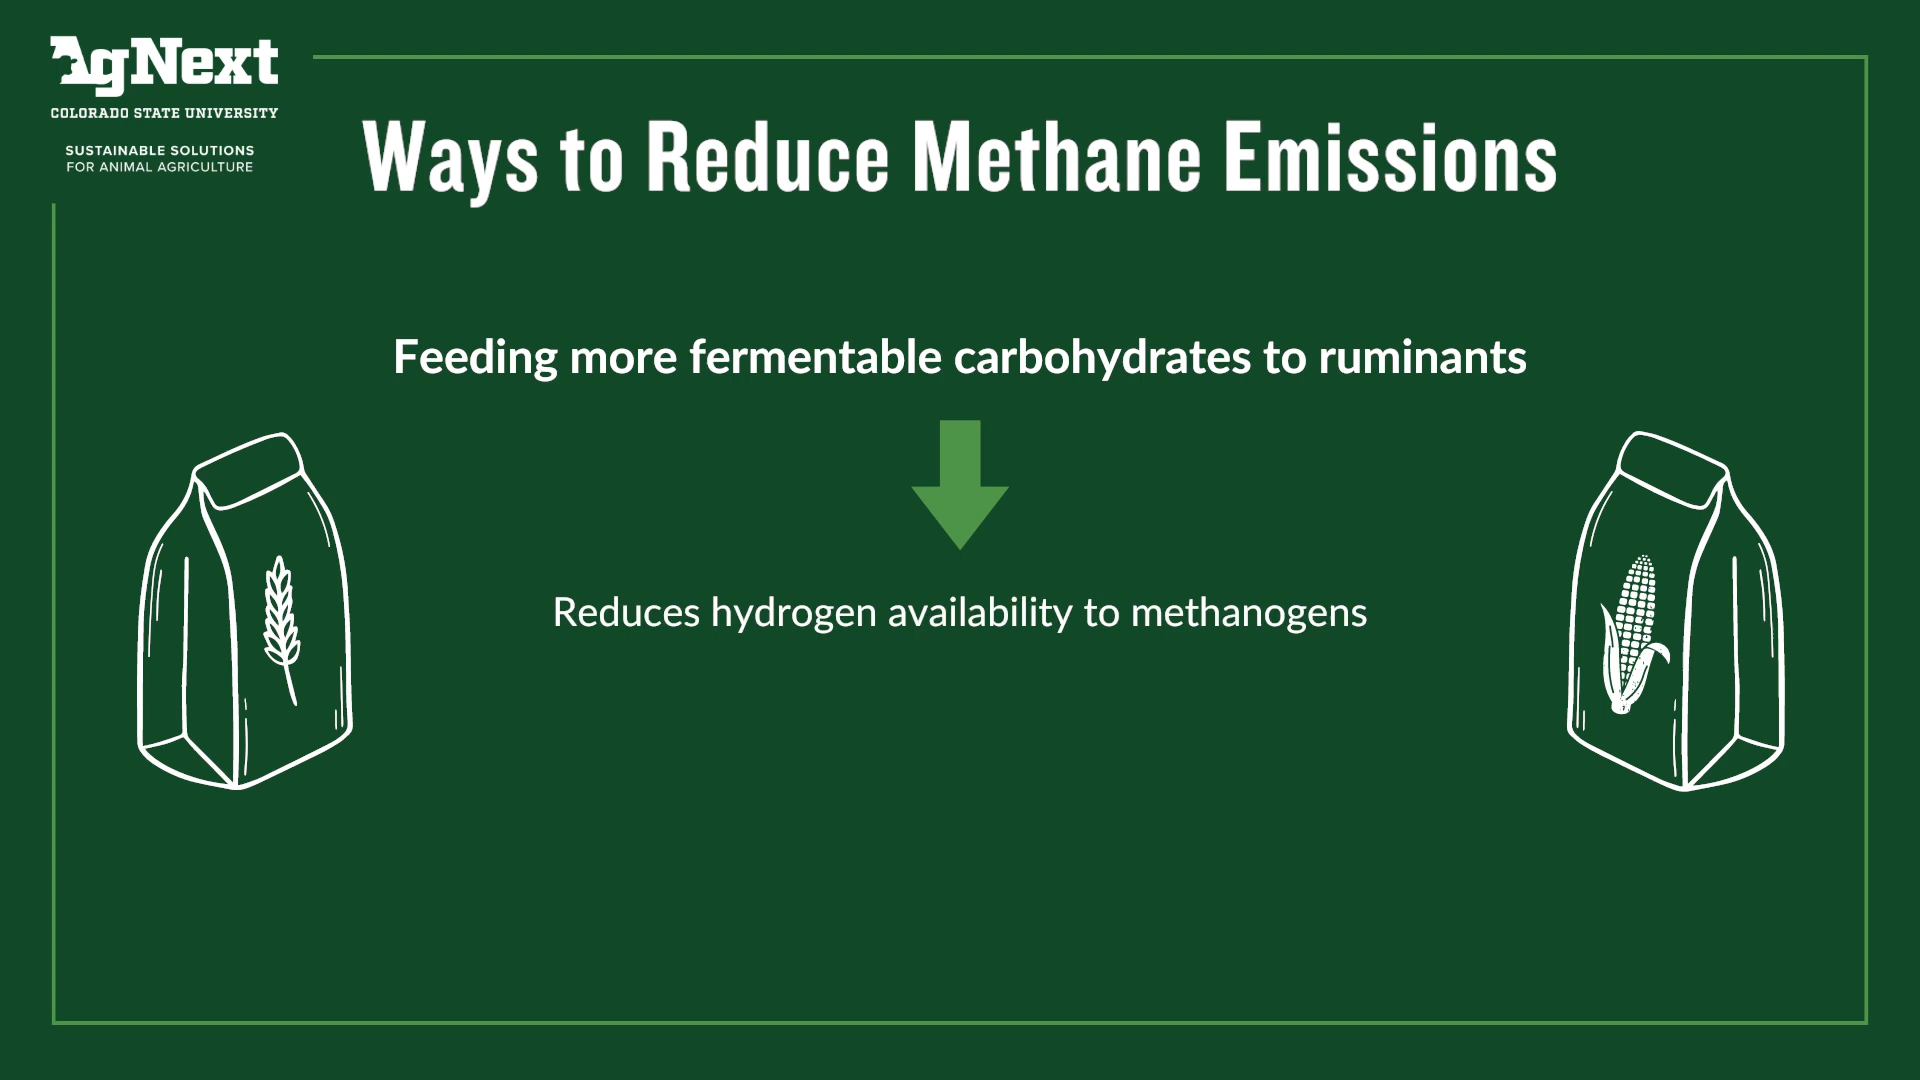 AgNext
COLORADO STATE UNIVERSITY
SUSTAINABLE SOLUTIONS
FOR ANIMAL AGRICULTURE
Ways to Reduce Methane Emissions
Feeding more fermentable carbohydrates to ruminants
Reduces hydrogen availability to methanogens